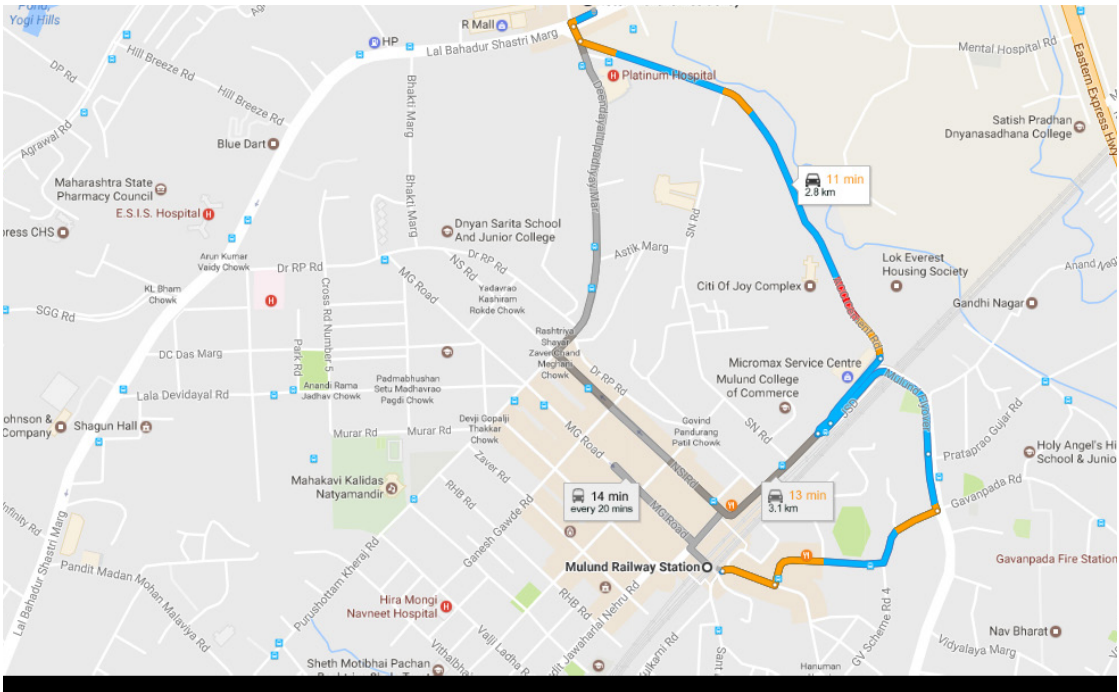 Yogi Hills
R Mall
HP
Lal Bahadur Shastri Marg
Mental Hospital Rd
Eastern Express Hwy
Hill Breeze Rd
DP Rd
Platinum Hospital
Bhakti Marg
Deendayal Upadhyay Mar
Hill Breeze Rd
Agrawal Rd
Satish Pradhan
Dnyanasadhana College
Blue Dart
Maharashtra State
Pharmacy Council
11 min
2.8 km
E.S.I.S. Hospital
Bhakti Marg
SN Rd
press CHS
Dnyan Sarita School
And Junior College
Arun Kumar
Vaidy Chowk
Astik Marg
Dr RP Rd
Dr RP Rd
NS Rd
MG Road
Lok Everest
Housing Society
Anand Nag
KL Bham
Chowk
Cross Rd Number 5
Yadavrao
Kashiram
Rokde Chowk
Citi Of Joy Complex
Gandhi Nagar
SGG Rd
Rashtriya
Shayar
Zaverchand
Meghani
Chowk
DC Das Marg
Park Rd
Micromax Service Centre
Mulund College
of Commerce
Dr RP Rd
Padmabhushan
Setu Madhavrao
Pagdi Chowk
Anandi Rama
Jadhav Chowk
Lala Devidayal Rd
JSD
Prataprao Gujar Rd
Johnson &
Company
Shagun Hall
Devji Gopalji
Thakkar
Chowk
Govind
Pandurang
Patil Chowk
SN Rd
Murar Rd
Murar Rd
MG Road
Holy Angel's Hi
School & Junio
Zaver Rd
NS Rd
Mahakavi Kalidas
Natyamandir
RHB Rd
14 min
every 20 mins
13 min
3.1 km
Gavanpada Rd
Infinity Rd
Ganesh Gawde Rd
MG Road
Lal Bahadur Shastri Marg
Pandit Madan Mohan Malaviya Rd
Purushottam Kheraj Rd
Mulund Railway Station
Gavanpada Fire Station
Hira Mongi
Navneet Hospital
RHB Rd
GV Scheme Rd 4
Nav Bharat
Valji Ladha R
Vidyalaya Marg
Sheth Motibhai Pachan
Hanuman